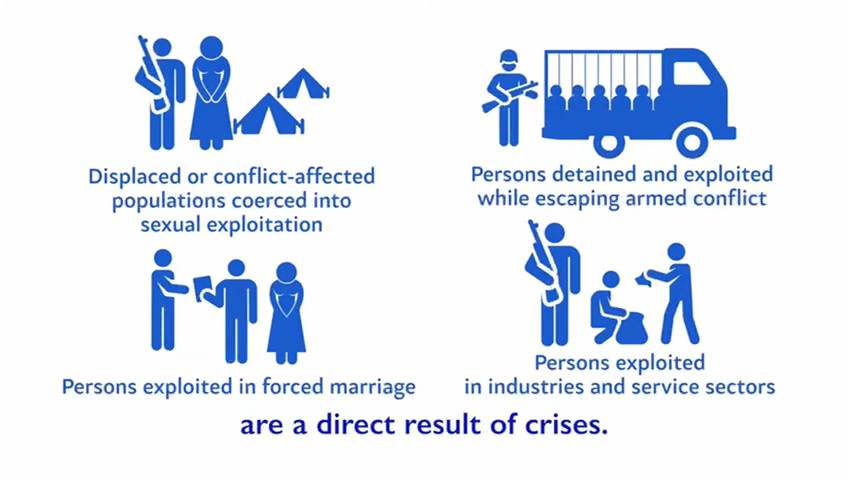 Displaced or conflict-affected
populations coerced into
sexual exploitation
Persons detained and exploited
while escaping armed conflict
Persons exploited in forced marriage
Persons exploited
in industries and service sectors
are a direct result of crises.